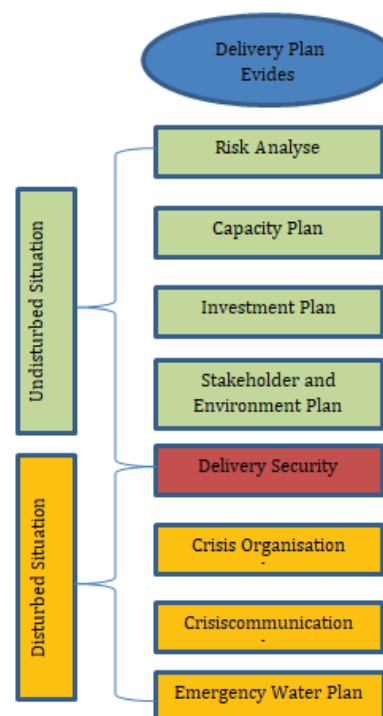 Delivery Plan
Evides
Risk Analyse
Capacity Plan
Investment Plan
Stakeholder and
Environment Plan
Delivery Security
Crisis Organisation
-
Crisiscommunication
-
Emergency Water Plan
Undisturbed Situation
Disturbed Situation